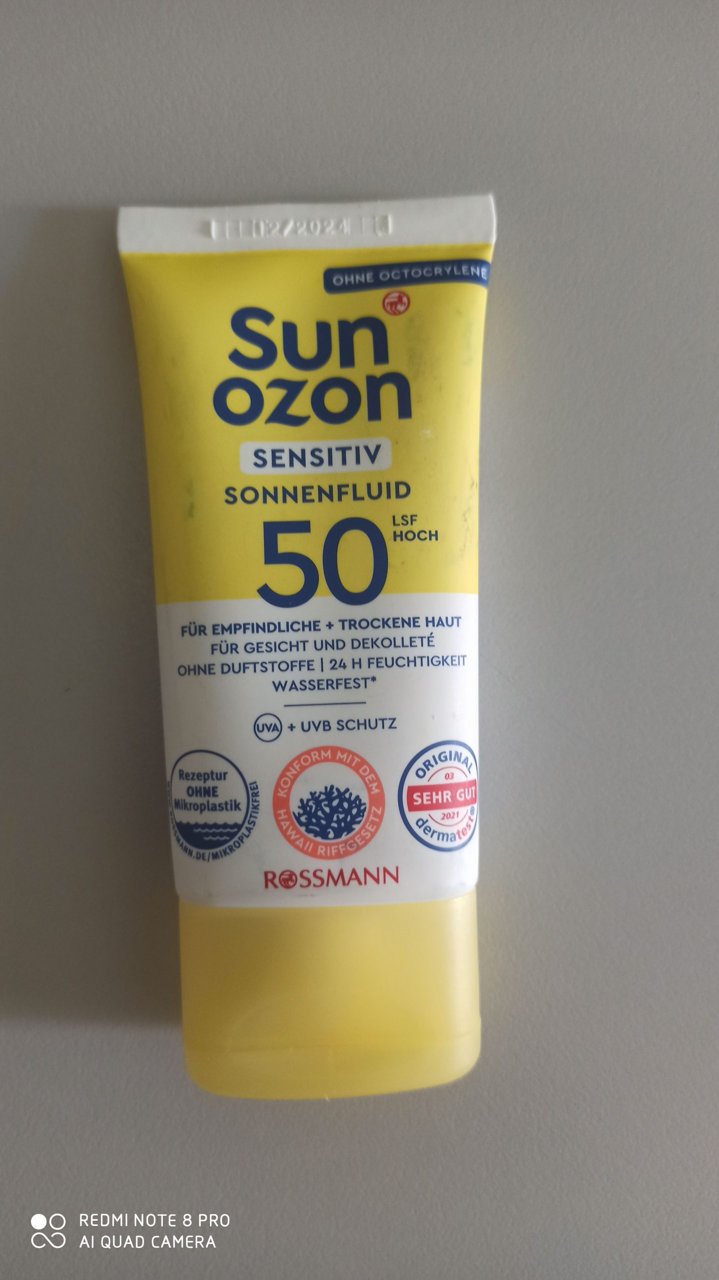 12/2024
OHNE OCTOCRYLENE
Sun
ozon
SENSITIV
SONNENFLUID
50 LSF
HOCH
FÜR EMPFINDLICHE + TROCKENE HAUT
FÜR GESICHT UND DEKOLLETÉ
OHNE DUFTSTOFFE | 24 H FEUCHTIGKEIT
WASSERFEST*
UVA + UVB SCHUTZ
Rezeptur
OHNE
Mikroplastik
MANN.DE/MIKROPLASTIKFREI
KONFORM MIT DEM
HAWAII RIFFGESETZ
ORIGINAL
03
SEHR GUT
2021
dermatest®
ROSSMANN
REDMI NOTE 8 PRO
AI QUAD CAMERA